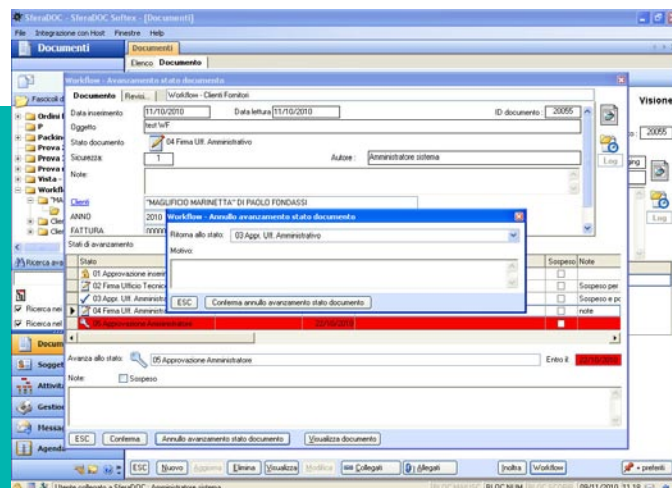 SferaDOC - SferaDOC Softex - [Documenti]
File Integrazione con Host Finestre Help
Documenti Documenti
Elenco Documento
Workflow - Avanzamento stato documento
Fascicoli d
Documento Revisi... Workflow - Clienti Fornitori
Visione
Data inserimento 11/10/2010 Data lettura 11/10/2010 ID documento : 20055
Ordini
P
Packin
Prova
Prova
Prova
Vista -
Workfl
Oggetto test WF
Stato documento 04 Firma Uff. Amministrativo
Log
20055
Sicurezza: 1 Autore : Amministratore sistema
Note:
Clienti "MAGLIFICIO MARINETTA" DI PAOLO FONDASSI
Log
ANNO 2010
FATTURA
Workflow - Annullo avanzamento stato documento
Ritorna allo stato: 03 Appr. Uff. Amministrativo
Motivo:
ESC Conferma annullo avanzamento stato documento
Stati di avanzamento
Ricerca ava
Stato Sospeso Note
01 Approvazione inserim
02 Firma Ufficio Tecnico Sospeso per
03 Appr. Uff. Amministra Sospeso e po
04 Firma Uff. Amministra note
05 Approvazione Amministratore 22/10/2010
Ricerca nei
Ricerca nel
Docum
Sogget
Attivit
Gestion
Messag
Agenda
Avanza allo stato: 05 Approvazione Amministratore Entro il: 22/10/2010
Note: Sospeso
ESC Conferma Annullo avanzamento stato documento Visualizza documento
ESC Nuovo Aggiorna Elimina Visualizza Modifica Collegati Allegati Inoltra Workflow + preferiti
Utente collegato a SferaDOC : Amministratore sistema BLOC NUM 09/11/2010